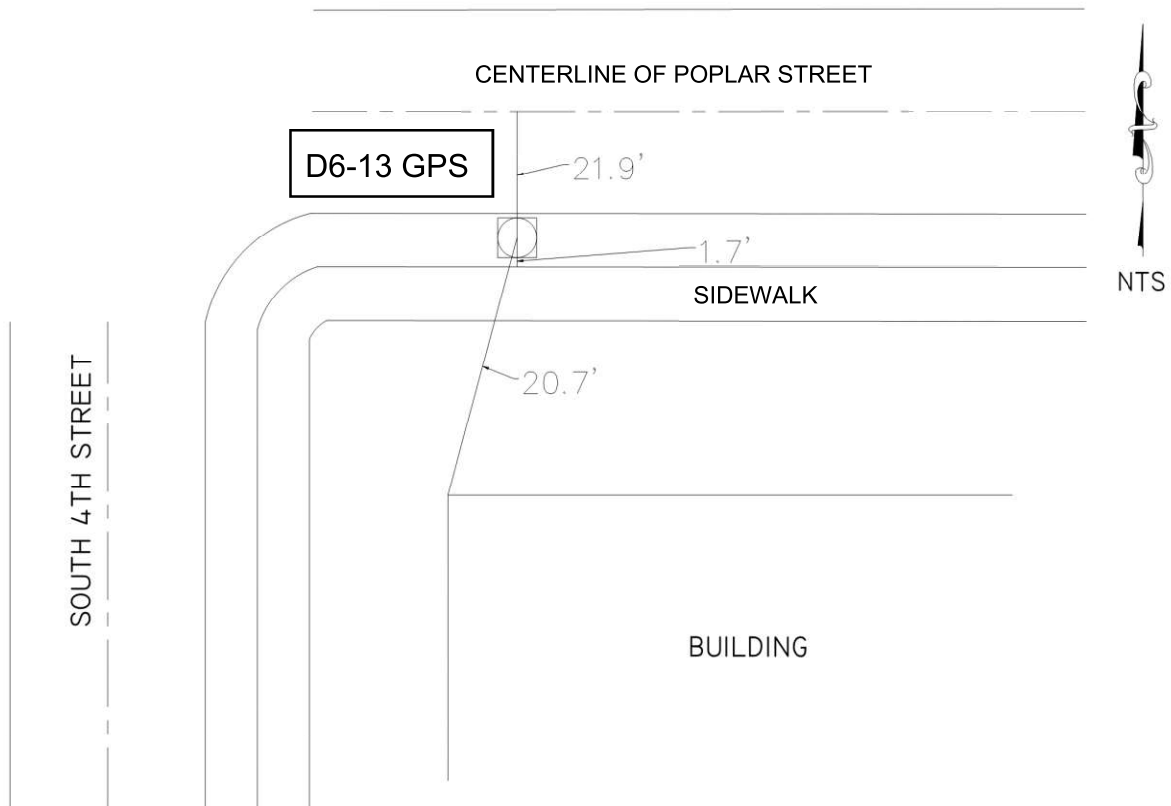 CENTERLINE OF POPLAR STREET
D6-13 GPS
21.9'
1.7'
NTS
SIDEWALK
20.7'
SOUTH 4TH STREET
BUILDING